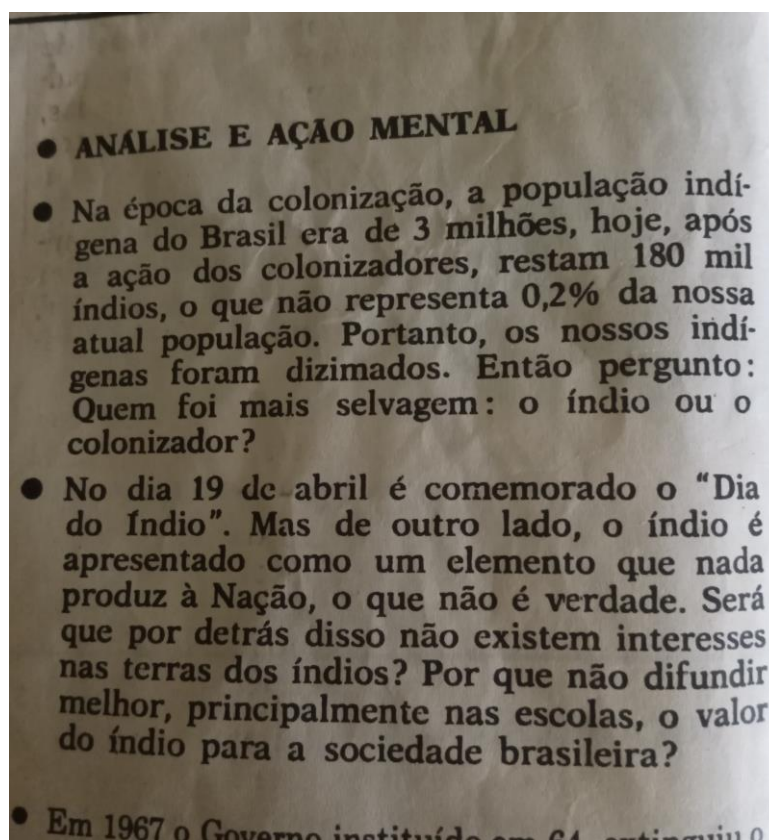 ● ANÁLISE E AÇÃO MENTAL
● Na época da colonização, a população indí-
gena do Brasil era de 3 milhões, hoje, após
a ação dos colonizadores, restam 180 mil
índios, o que não representa 0,2% da nossa
atual população. Portanto, os nossos indí-
genas foram dizimados. Então pergunto:
Quem foi mais selvagem: o índio ou o
colonizador?
● No dia 19 de abril é comemorado o “Dia
do Índio”. Mas de outro lado, o índio é
apresentado como um elemento que nada
produz à Nação, o que não é verdade. Será
que por detrás disso não existem interesses
nas terras dos índios? Por que não difundir
melhor, principalmente nas escolas, o valor
do índio para a sociedade brasileira?
● Em 1967 o Governo instituído em 64, extinguiu o